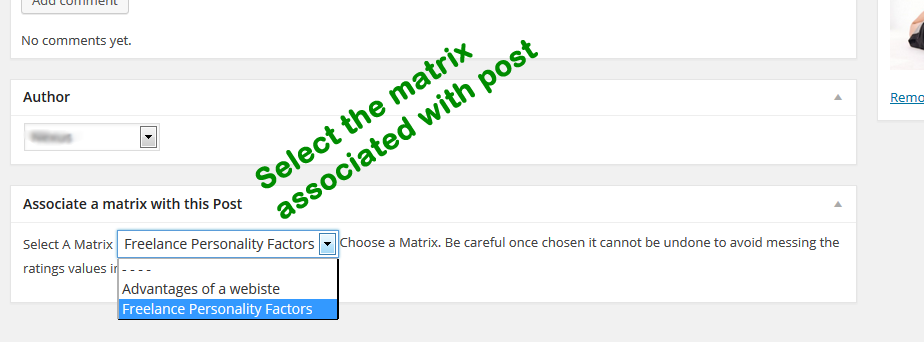 Add comment
No comments yet.
Select the matrix
associated with post
Remo
Author
Associate a matrix with this Post
Select A Matrix Freelance Personality Factors Choose a Matrix. Be careful once chosen it cannot be undone to avoid messing the
ratings values
- - - -
Advantages of a webiste
Freelance Personality Factors